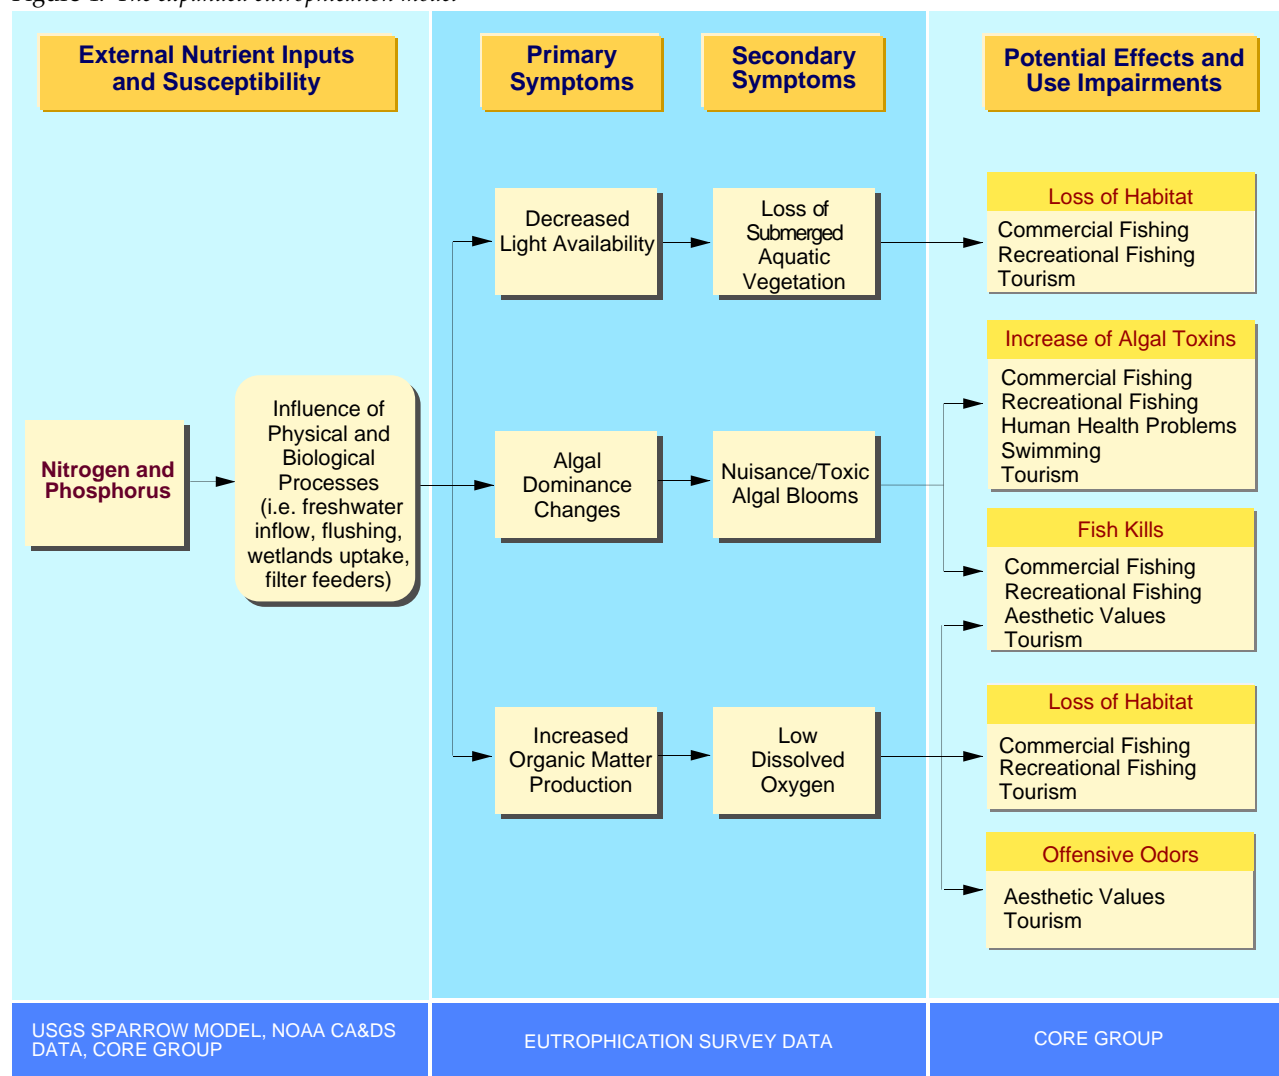 External Nutrient Inputs
and Susceptibility
Primary
Symptoms
Secondary
Symptoms
Potential Effects and
Use Impairments
Nitrogen and
Phosphorus
Influence of
Physical and
Biological
Processes
(i.e. freshwater
inflow, flushing,
wetlands uptake,
filter feeders)
Decreased
Light Availability
Loss of
Submerged
Aquatic
Vegetation
Loss of Habitat
Commercial Fishing
Recreational Fishing
Tourism
Algal
Dominance
Changes
Nuisance/Toxic
Algal Blooms
Increase of Algal Toxins
Commercial Fishing
Recreational Fishing
Human Health Problems
Swimming
Tourism
Fish Kills
Commercial Fishing
Recreational Fishing
Aesthetic Values
Tourism
Increased
Organic Matter
Production
Low
Dissolved
Oxygen
Loss of Habitat
Commercial Fishing
Recreational Fishing
Tourism
Offensive Odors
Aesthetic Values
Tourism
USGS SPARROW MODEL, NOAA CA&DS
DATA, CORE GROUP
EUTROPHICATION SURVEY DATA
CORE GROUP